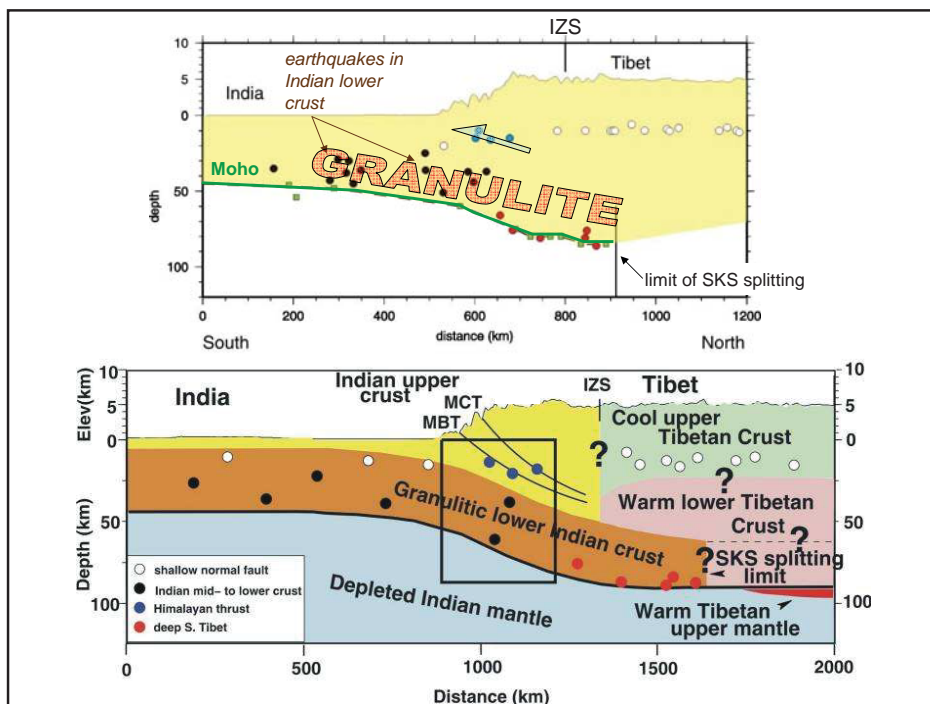 IZS
10
5
0
50
100
depth
India
earthquakes in
Indian lower
crust
Tibet
Moho
GRANULITE
limit of SKS splitting
0 200 400 600 800 1000 1200
distance (km)
South
North
10
5
0
50
100
Elev(km)
Depth (km)
India
Indian upper
crust
MCT
MBT
IZS
Tibet
10
5
0
50
100
Cool upper
Tibetan Crust
?
?
Warm lower Tibetan
Crust
?
Granulitic lower Indian crust
?
SKS splitting
limit
Depleted Indian mantle
Warm Tibetan
upper mantle
shallow normal fault
Indian mid− to lower crust
Himalayan thrust
deep S. Tibet
0 500 1000 1500 2000
Distance (km)